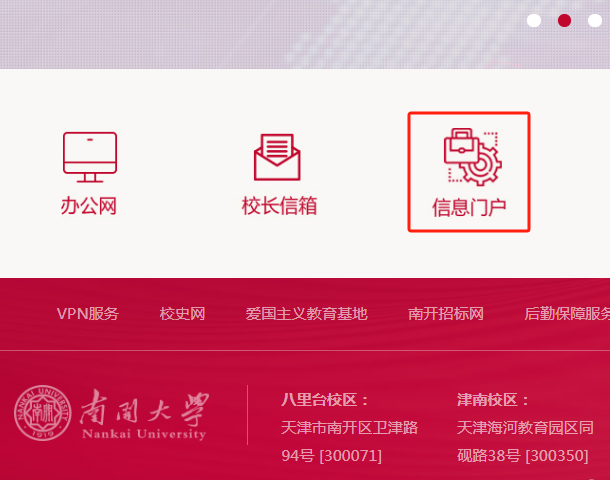 办公网
校长信箱
信息门户
VPN服务
校史网
爱国主义教育基地
南开招标网
后勤保障服务
NANKAI UNIVERSITY
1919
南開大學
Nankai University
八里台校区：
天津市南开区卫津路
94号 [300071]
津南校区：
天津海河教育园区同
砚路38号 [300350]